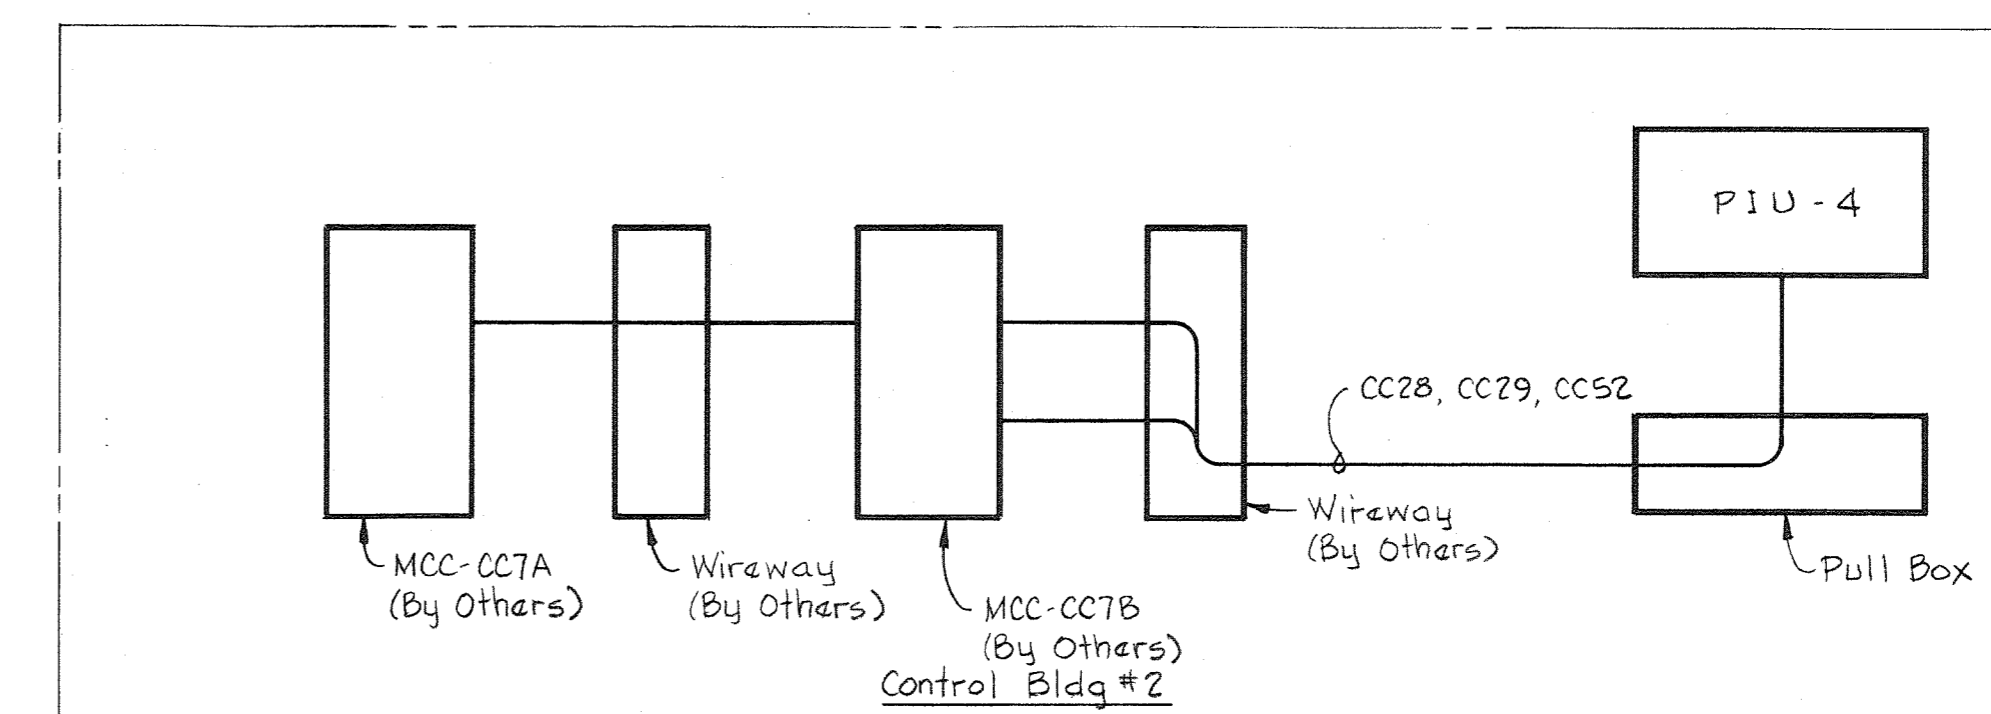 PIU-4
CC28, CC29, CC52
MCC-CC7A
(By Others)
Wireway
(By Others)
MCC-CC7B
(By Others)
Wireway
(By Others)
Pull Box
Control Bldg #2